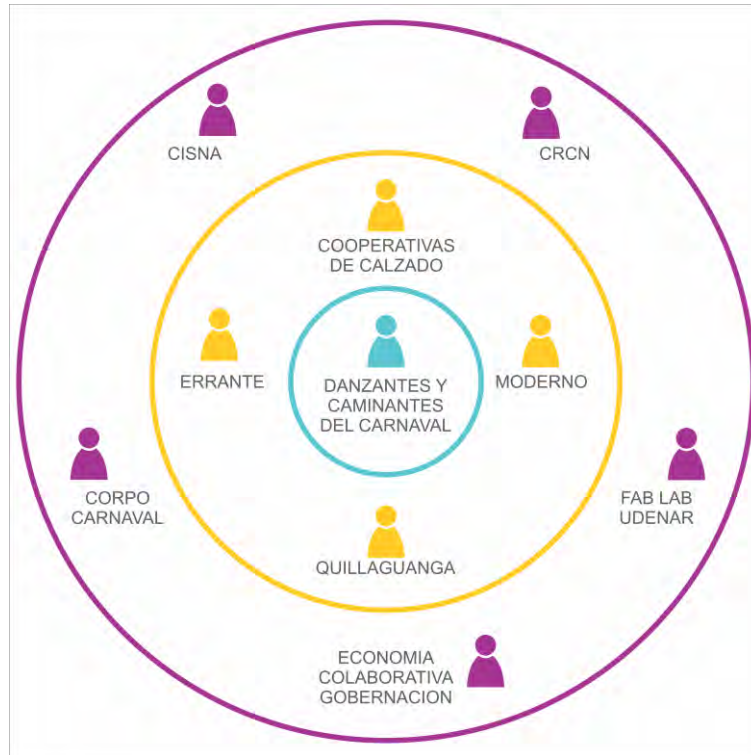 CISNA
CRCN
COOPERATIVAS
DE CALZADO
ERRANTE
DANZANTES Y
CAMINANTES
DEL CARNAVAL
MODERNO
CORPO
CARNAVAL
FAB LAB
UDENAR
QUILLAGUANGA
ECONOMIA
COLABORATIVA
GOBERNACION